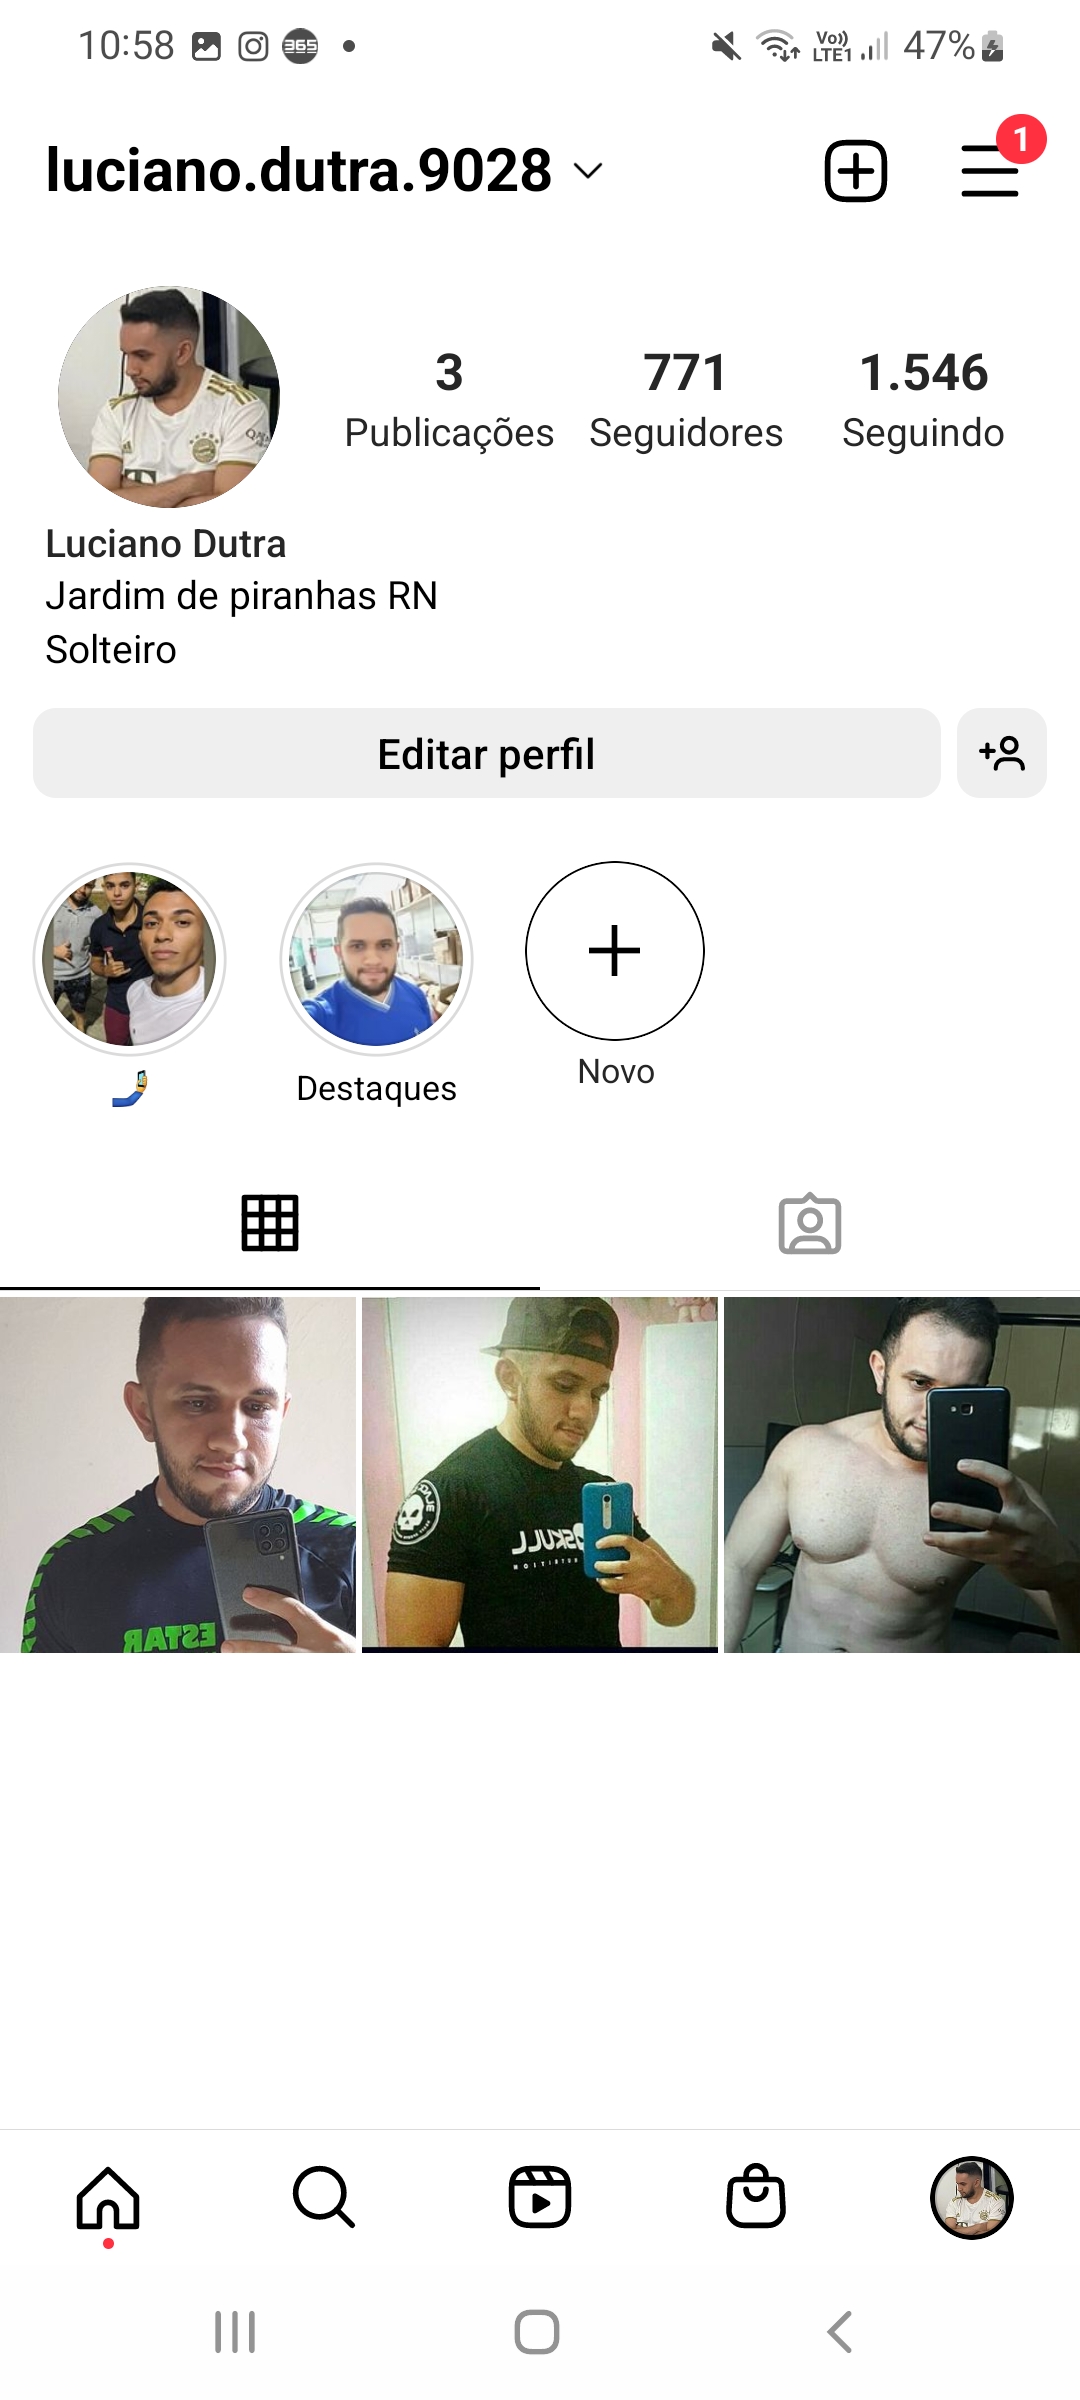 10:58 365 Vo)) LTE1 47%
luciano.dutra.9028 1
3 771 1.546
Publicações Seguidores Seguindo
Luciano Dutra
Jardim de piranhas RN
Solteiro
Editar perfil
Destaques
Novo
SKULL
ESTAR